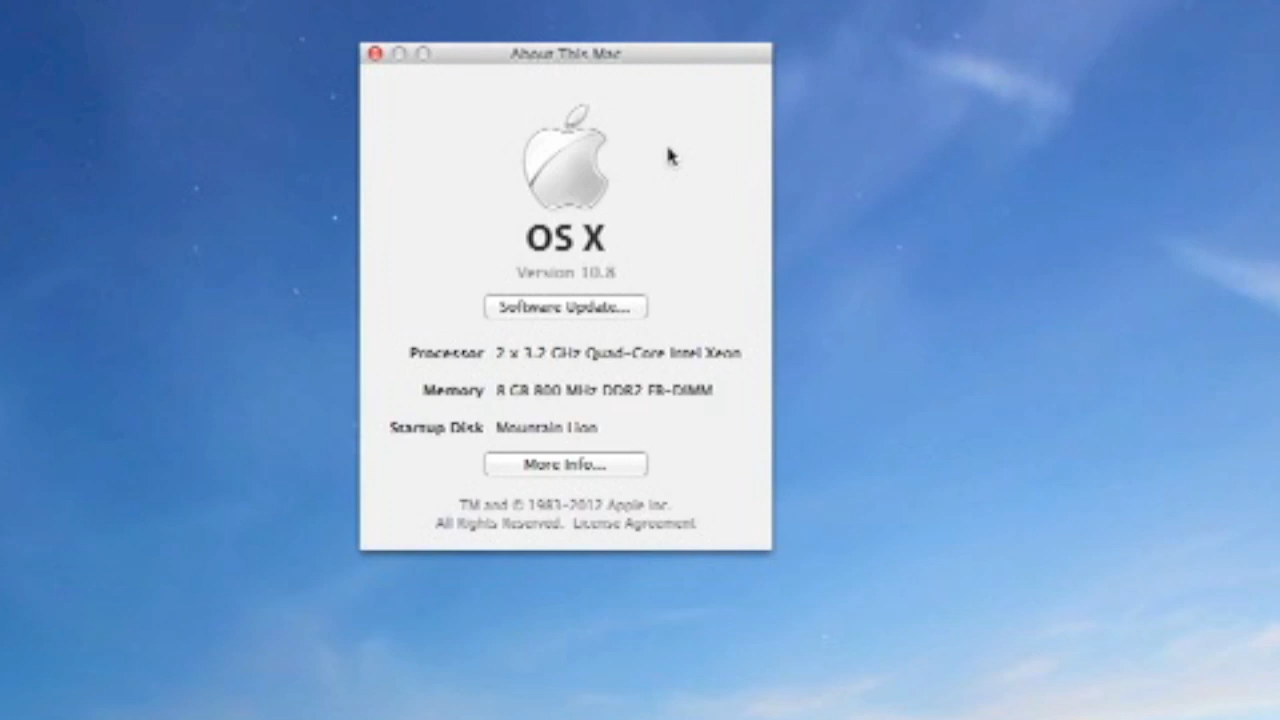 About This Mac
OS X
Version 10.8
Software Update...
Processor 2 x 3.2 GHz Quad-Core Intel Xeon
Memory 8 GB 800 MHz DDR2 FB-DIMM
Startup Disk Mountain Lion
More Info...
TM and © 1983-2012 Apple Inc.
All Rights Reserved. License Agreement